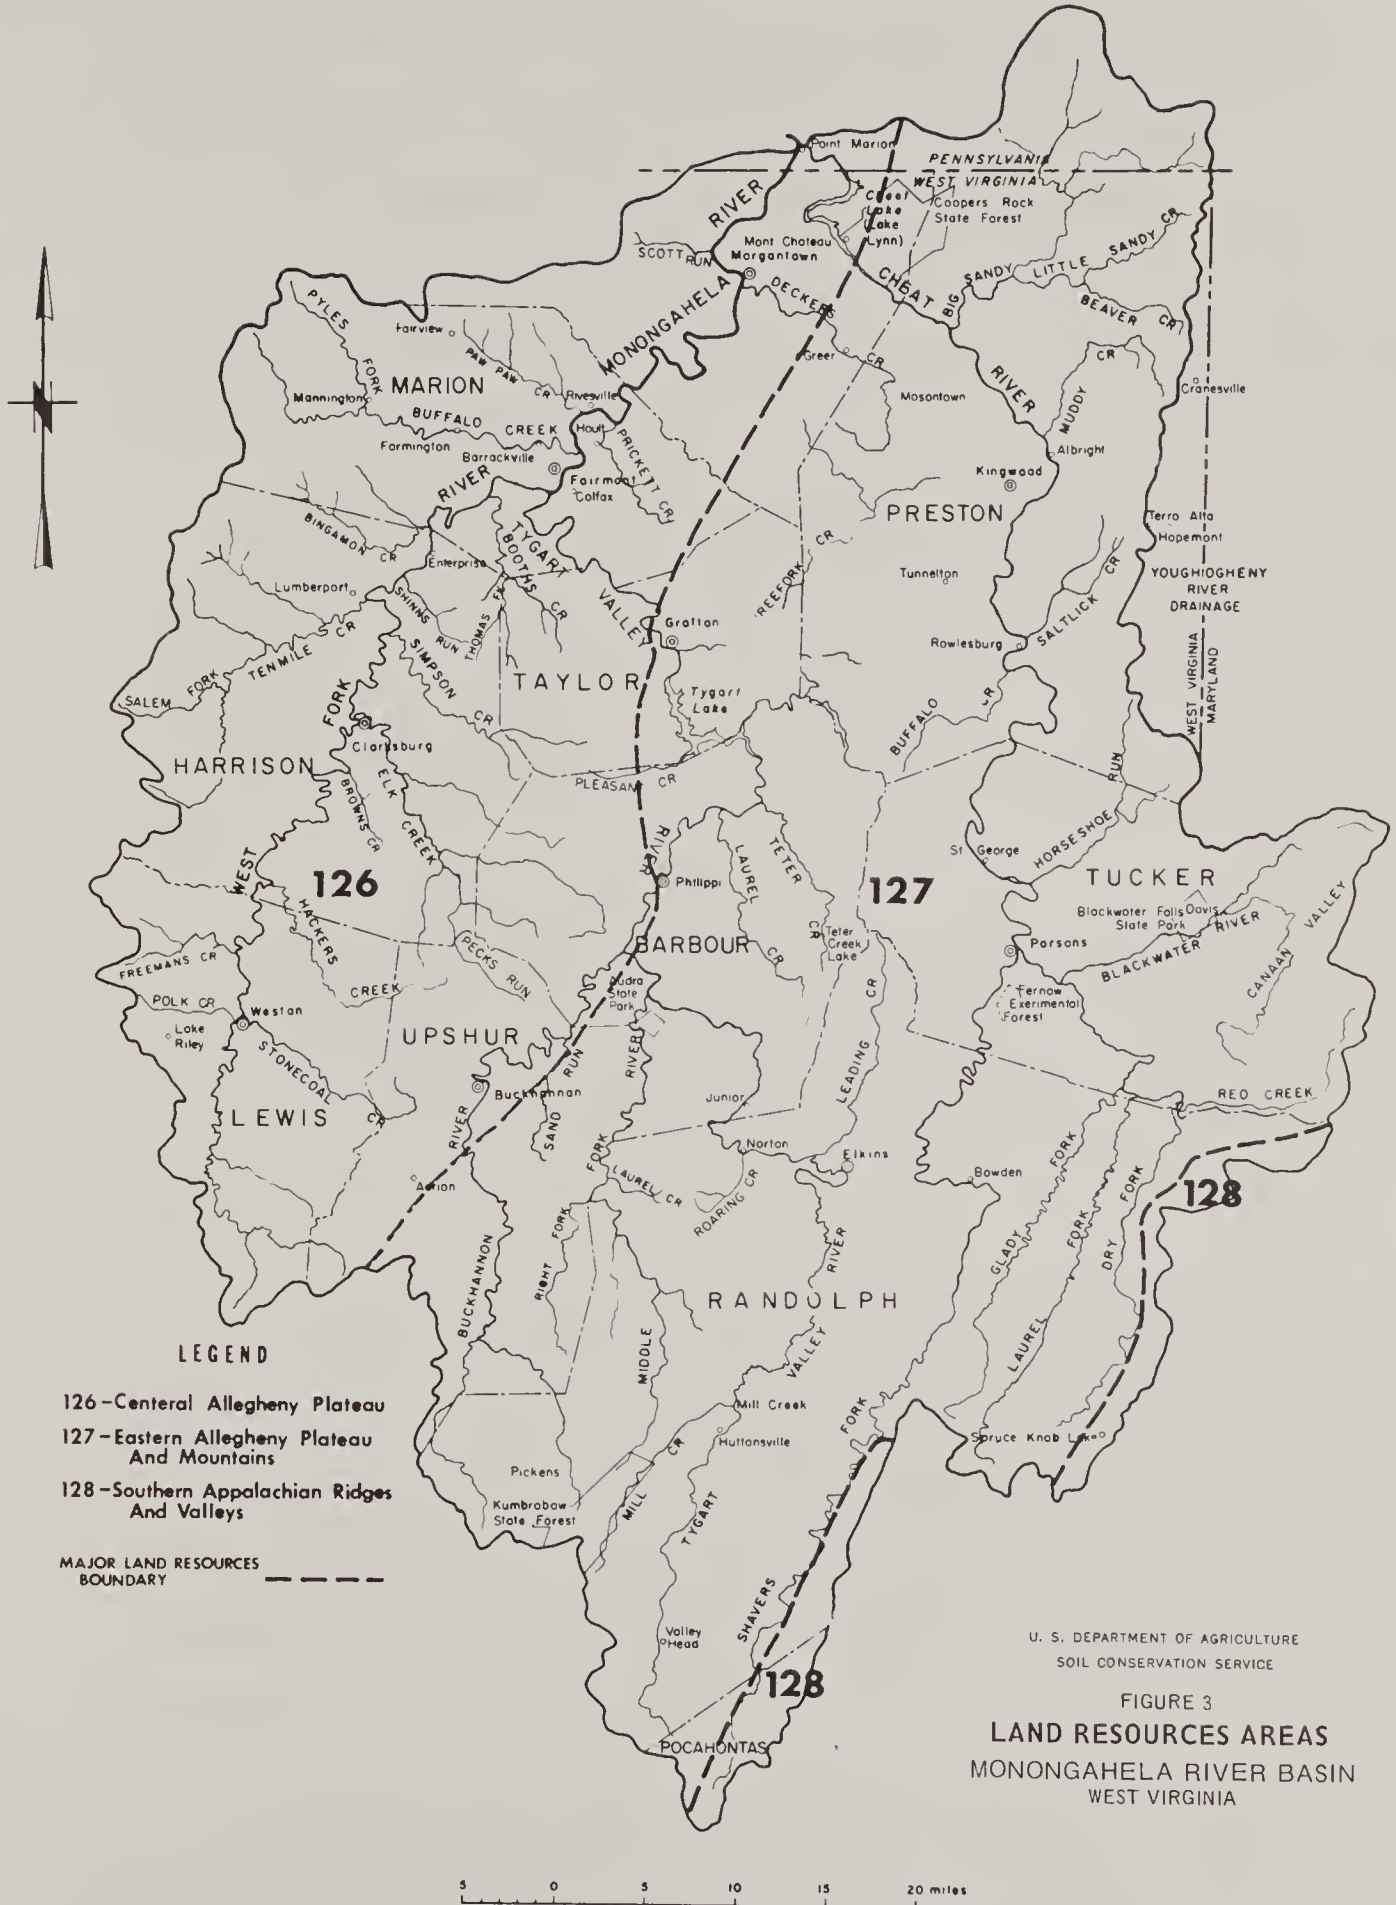 Point Marion
PENNSYLVANIA
WEST VIRGINIA
Cheat
Lake
(Lake
Lynn)
Coopers Rock
State Forest
MONONGAHELA RIVER
SCOTT RUN
Mont Chateau
Morgantown
DECKERS CR
CHEAT RIVER
BIG SANDY
LITTLE SANDY CR
BEAVER CR
PYLES FORK
Fairview
PAW PAW CR
MARION
Mannington
Rivesville
Greer
Masontown
MUDDY CR
Cranesville
BUFFALO CREEK
Hoult
Farmington
Barrackville
PRICKETT CR
Albright
Kingwood
RIVER
Fairmont
Colfax
PRESTON
Terra Alta
Hopemont
BINGAMON CR
TYGART VALLEY RIVER
BOOTHS CR
Enterprise
Lumberport
SHINNS RUN
THOMAS FK
Tunnelton
YOUGHIOGHENY
RIVER
DRAINAGE
Grafton
Rowlesburg
SALTLICK CR
TENMILE CR
SIMPSON CR
SALEM FORK
TAYLOR
Tygart
Lake
WEST VIRGINIA
MARYLAND
WEST FORK
BUFFALO CR
Clarksburg
HARRISON
ELK CREEK
BROWNS CR
PLEASANT CR
HORSESHOE RUN
TETER CR
LAUREL CR
St George
126
Philippi
127
TUCKER
HACKERS CREEK
Blackwater Falls
State Park
Davis
BLACKWATER RIVER
CANAAN VALLEY
BARBOUR
Teter
Creek
Lake
Parsons
PECKS RUN
FREEMANS CR
Audra
State
Park
Fernow
Exerimental
Forest
POLK CR
Weston
Lake
Riley
UPSHUR
STONECOAL CR
LEADING CR
Buckhannon
SAND RUN
RIVER
Junior
RED CREEK
LEWIS
RIVER
Norton
Elkins
Adrian
FORK
LAUREL CR
ROARING CR
Bowden
128
GLADY FORK
LAUREL FORK
DRY FORK
RIGHT FORK
BUCKHANNON
RANDOLPH
MIDDLE
VALLEY RIVER
Mill Creek
Huttonsville
MILL CR
TYGART
Spruce Knob Lake
Pickens
Kumbrabow
State Forest
SHAVERS FORK
Valley
Head
128
POCAHONTAS
LEGEND
126-Centeral Allegheny Plateau
127-Eastern Allegheny Plateau
And Mountains
128-Southern Appalachian Ridges
And Valleys
MAJOR LAND RESOURCES
BOUNDARY
U. S. DEPARTMENT OF AGRICULTURE
SOIL CONSERVATION SERVICE
FIGURE 3
LAND RESOURCES AREAS
MONONGAHELA RIVER BASIN
WEST VIRGINIA
5 0 5 10 15 20 miles